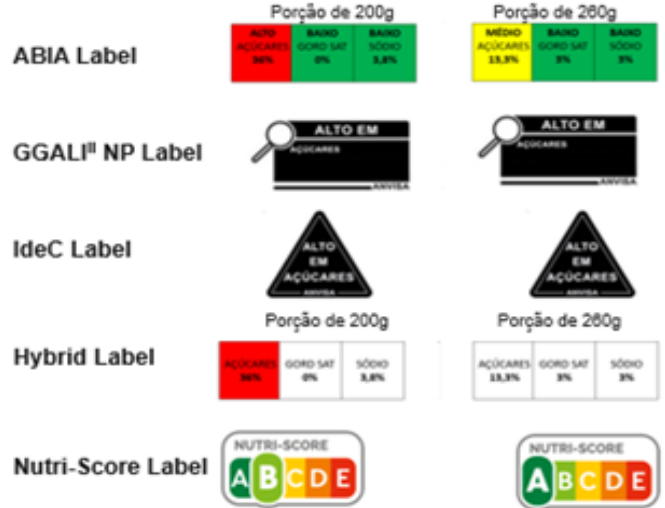 Porção de 200g
Porção de 260g
ABIA Label
ALTO BAIXO BAIXO
AÇÚCARES GORD SAT SÓDIO
36% 0% 3,8%
MÉDIO BAIXO BAIXO
AÇÚCARES GORD SAT SÓDIO
13,3% 3% 3%
GGALIᴵᴵ NP Label
ALTO EM
AÇÚCARES
ANVISA
ALTO EM
AÇÚCARES
ANVISA
IdeC Label
ALTO
EM
AÇÚCARES
ANVISA
ALTO
EM
AÇÚCARES
ANVISA
Porção de 200g
Porção de 260g
Hybrid Label
AÇÚCARES GORD SAT SÓDIO
36% 0% 3,8%
AÇÚCARES GORD SAT SÓDIO
13,3% 3% 3%
Nutri-Score Label
NUTRI-SCORE
A B C D E
NUTRI-SCORE
A B C D E